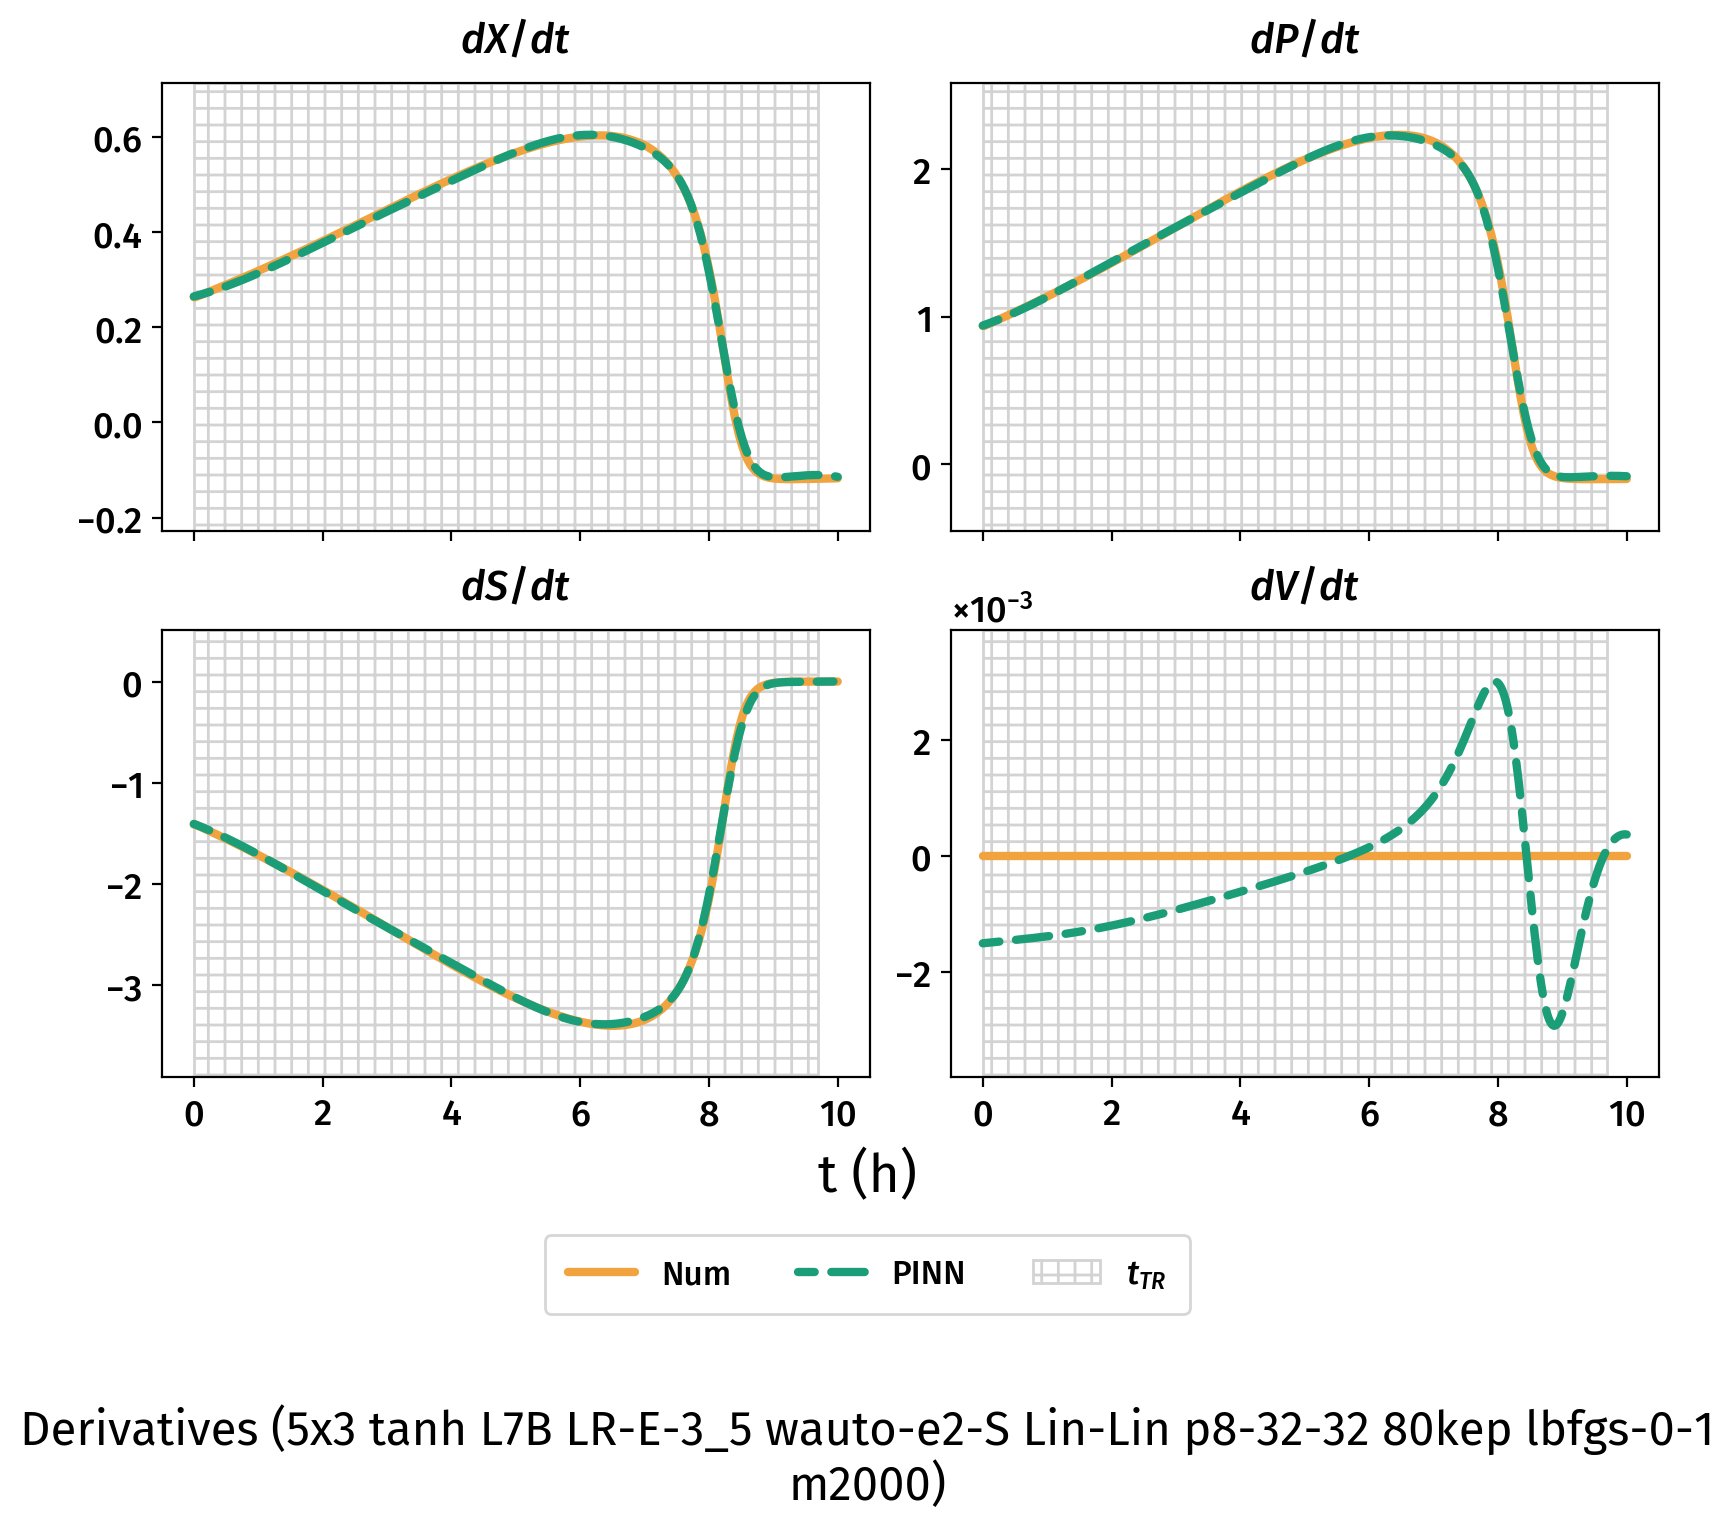 dX/dt
dP/dt
0.6
0.4
0.2
0.0
−0.2
2
1
0
dS/dt
dV/dt
×10⁻³
0
−1
−2
−3
2
0
−2
0 2 4 6 8 10
0 2 4 6 8 10
t (h)
Num PINN t_TR
Derivatives (5x3 tanh L7B LR-E-3_5 wauto-e2-S Lin-Lin p8-32-32 80kep lbfgs-0-1
m2000)